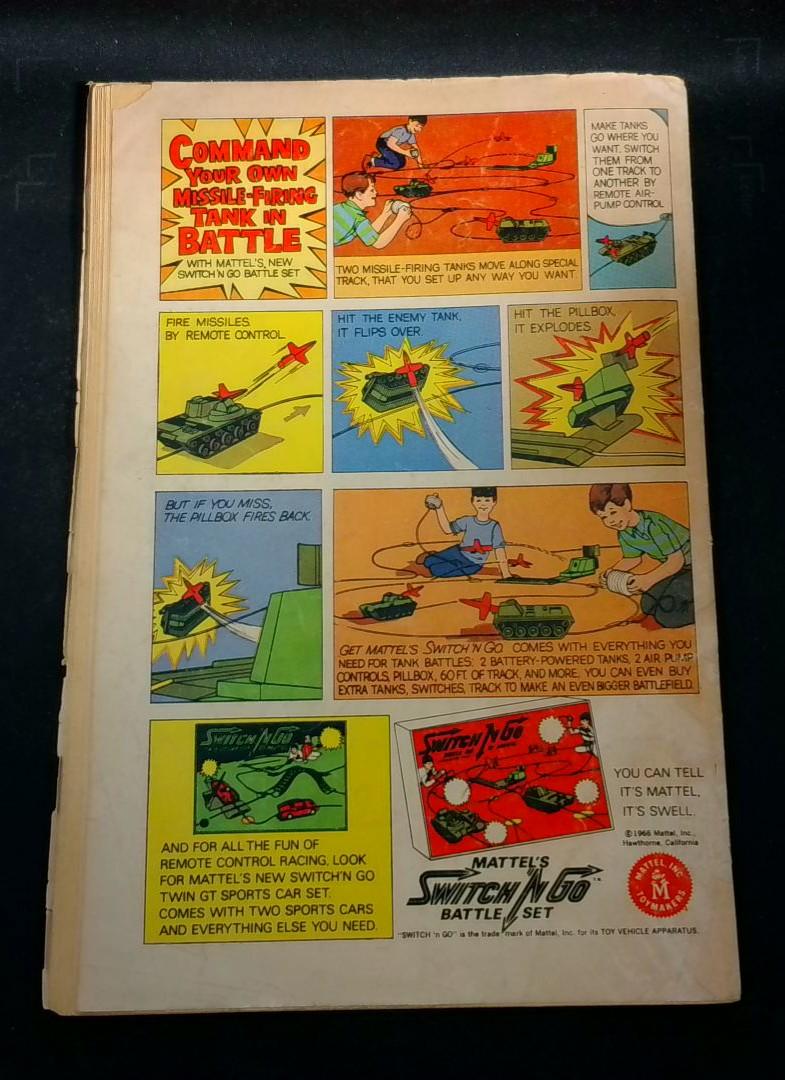 COMMAND
YOUR OWN
MISSILE-FIRING
TANK IN
BATTLE
WITH MATTEL'S, NEW
SWITCH'N GO BATTLE SET
TWO MISSILE-FIRING TANKS MOVE ALONG SPECIAL
TRACK, THAT YOU SET UP ANY WAY YOU WANT.
MAKE TANKS
GO WHERE YOU
WANT. SWITCH
THEM FROM
ONE TRACK TO
ANOTHER BY
REMOTE AIR-
PUMP CONTROL
FIRE MISSILES
BY REMOTE CONTROL.
HIT THE ENEMY TANK,
IT FLIPS OVER.
HIT THE PILLBOX,
IT EXPLODES.
BUT IF YOU MISS,
THE PILLBOX FIRES BACK.
GET MATTEL'S SWITCH 'N GO. COMES WITH EVERYTHING YOU
NEED FOR TANK BATTLES: 2 BATTERY-POWERED TANKS, 2 AIR PUMP
CONTROLS, PILLBOX, 60 FT. OF TRACK, AND MORE. YOU CAN EVEN BUY
EXTRA TANKS, SWITCHES, TRACK TO MAKE AN EVEN BIGGER BATTLEFIELD.
SWITCH 'N GO
AND FOR ALL THE FUN OF
REMOTE CONTROL RACING, LOOK
FOR MATTEL'S NEW SWITCH'N GO
TWIN GT SPORTS CAR SET.
COMES WITH TWO SPORTS CARS
AND EVERYTHING ELSE YOU NEED.
SWITCH 'N GO
MATTEL'S
SWITCH 'N GO
BATTLE SET
YOU CAN TELL
IT'S MATTEL,
IT'S SWELL.
©1966 Mattel, Inc.,
Hawthorne, California
MATTEL, INC.
M
TOYMAKERS
"SWITCH 'n GO" is the trade mark of Mattel, Inc. for its TOY VEHICLE APPARATUS.